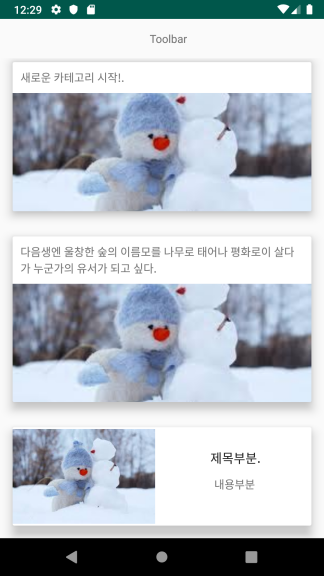 12:29
Toolbar
새로운 카테고리 시작!.
다음생엔 울창한 숲의 이름모를 나무로 태어나 평화로이 살다
가 누군가의 유서가 되고 싶다.
제목부분.
내용부분